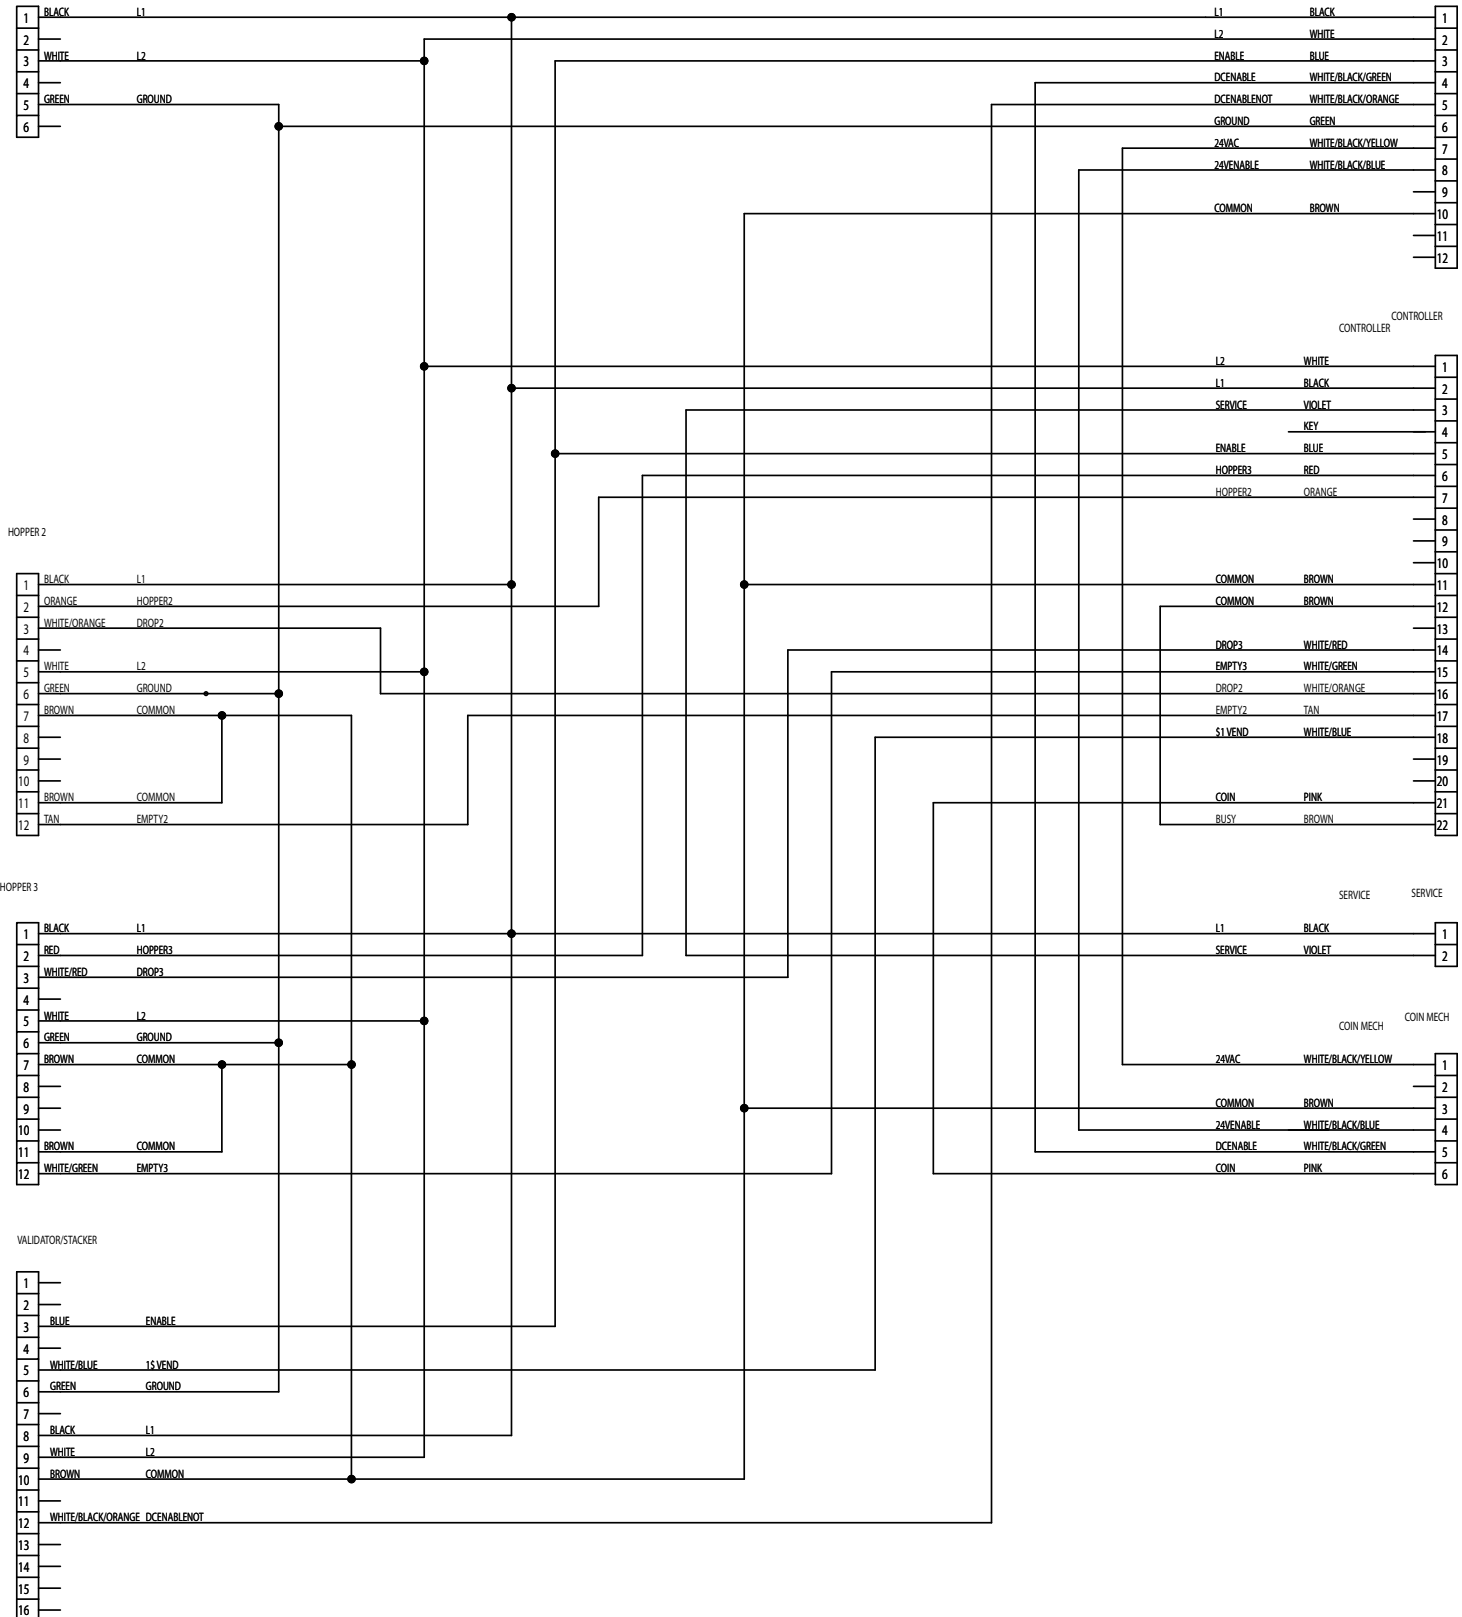 1 BLACK L1
2
3 WHITE L2
4
5 GREEN GROUND
6
L1 BLACK 1
L2 WHITE 2
ENABLE BLUE 3
DCENABLE WHITE/BLACK/GREEN 4
DCENABLENOT WHITE/BLACK/ORANGE 5
GROUND GREEN 6
24VAC WHITE/BLACK/YELLOW 7
24VENABLE WHITE/BLACK/BLUE 8
9
COMMON BROWN 10
11
12
CONTROLLER
CONTROLLER
L2 WHITE 1
L1 BLACK 2
SERVICE VIOLET 3
KEY 4
ENABLE BLUE 5
HOPPER3 RED 6
HOPPER2 ORANGE 7
8
9
10
COMMON BROWN 11
COMMON BROWN 12
13
DROP3 WHITE/RED 14
EMPTY3 WHITE/GREEN 15
DROP2 WHITE/ORANGE 16
EMPTY2 TAN 17
$1 VEND WHITE/BLUE 18
19
20
COIN PINK 21
BUSY BROWN 22
HOPPER 2
1 BLACK L1
2 ORANGE HOPPER2
3 WHITE/ORANGE DROP2
4
5 WHITE L2
6 GREEN GROUND
7 BROWN COMMON
8
9
10
11 BROWN COMMON
12 TAN EMPTY2
HOPPER 3
1 BLACK L1
2 RED HOPPER3
3 WHITE/RED DROP3
4
5 WHITE L2
6 GREEN GROUND
7 BROWN COMMON
8
9
10
11 BROWN COMMON
12 WHITE/GREEN EMPTY3
SERVICE SERVICE
L1 BLACK 1
SERVICE VIOLET 2
COIN MECH COIN MECH
24VAC WHITE/BLACK/YELLOW 1
2
COMMON BROWN 3
24VENABLE WHITE/BLACK/BLUE 4
DCENABLE WHITE/BLACK/GREEN 5
COIN PINK 6
VALIDATOR/STACKER
1
2
3 BLUE ENABLE
4
5 WHITE/BLUE 1$ VEND
6 GREEN GROUND
7
8 BLACK L1
9 WHITE L2
10 BROWN COMMON
11
12 WHITE/BLACK/ORANGE DCENABLENOT
13
14
15
16